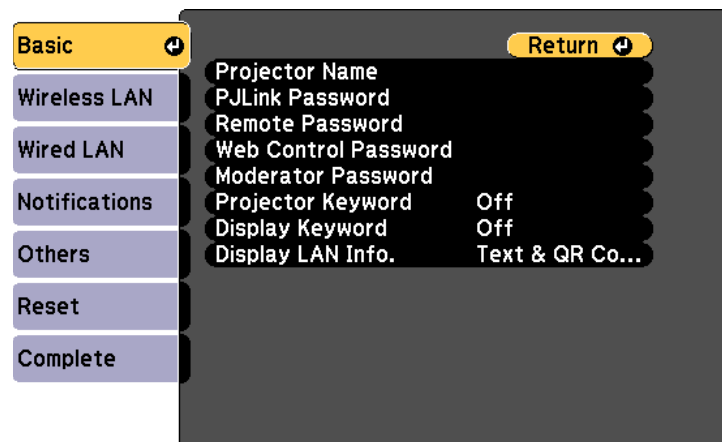 Basic
Return
Projector Name
PJLink Password
Wireless LAN
Remote Password
Wired LAN
Web Control Password
Moderator Password
Notifications
Projector Keyword Off
Display Keyword Off
Others
Display LAN Info. Text & QR Co...
Reset
Complete